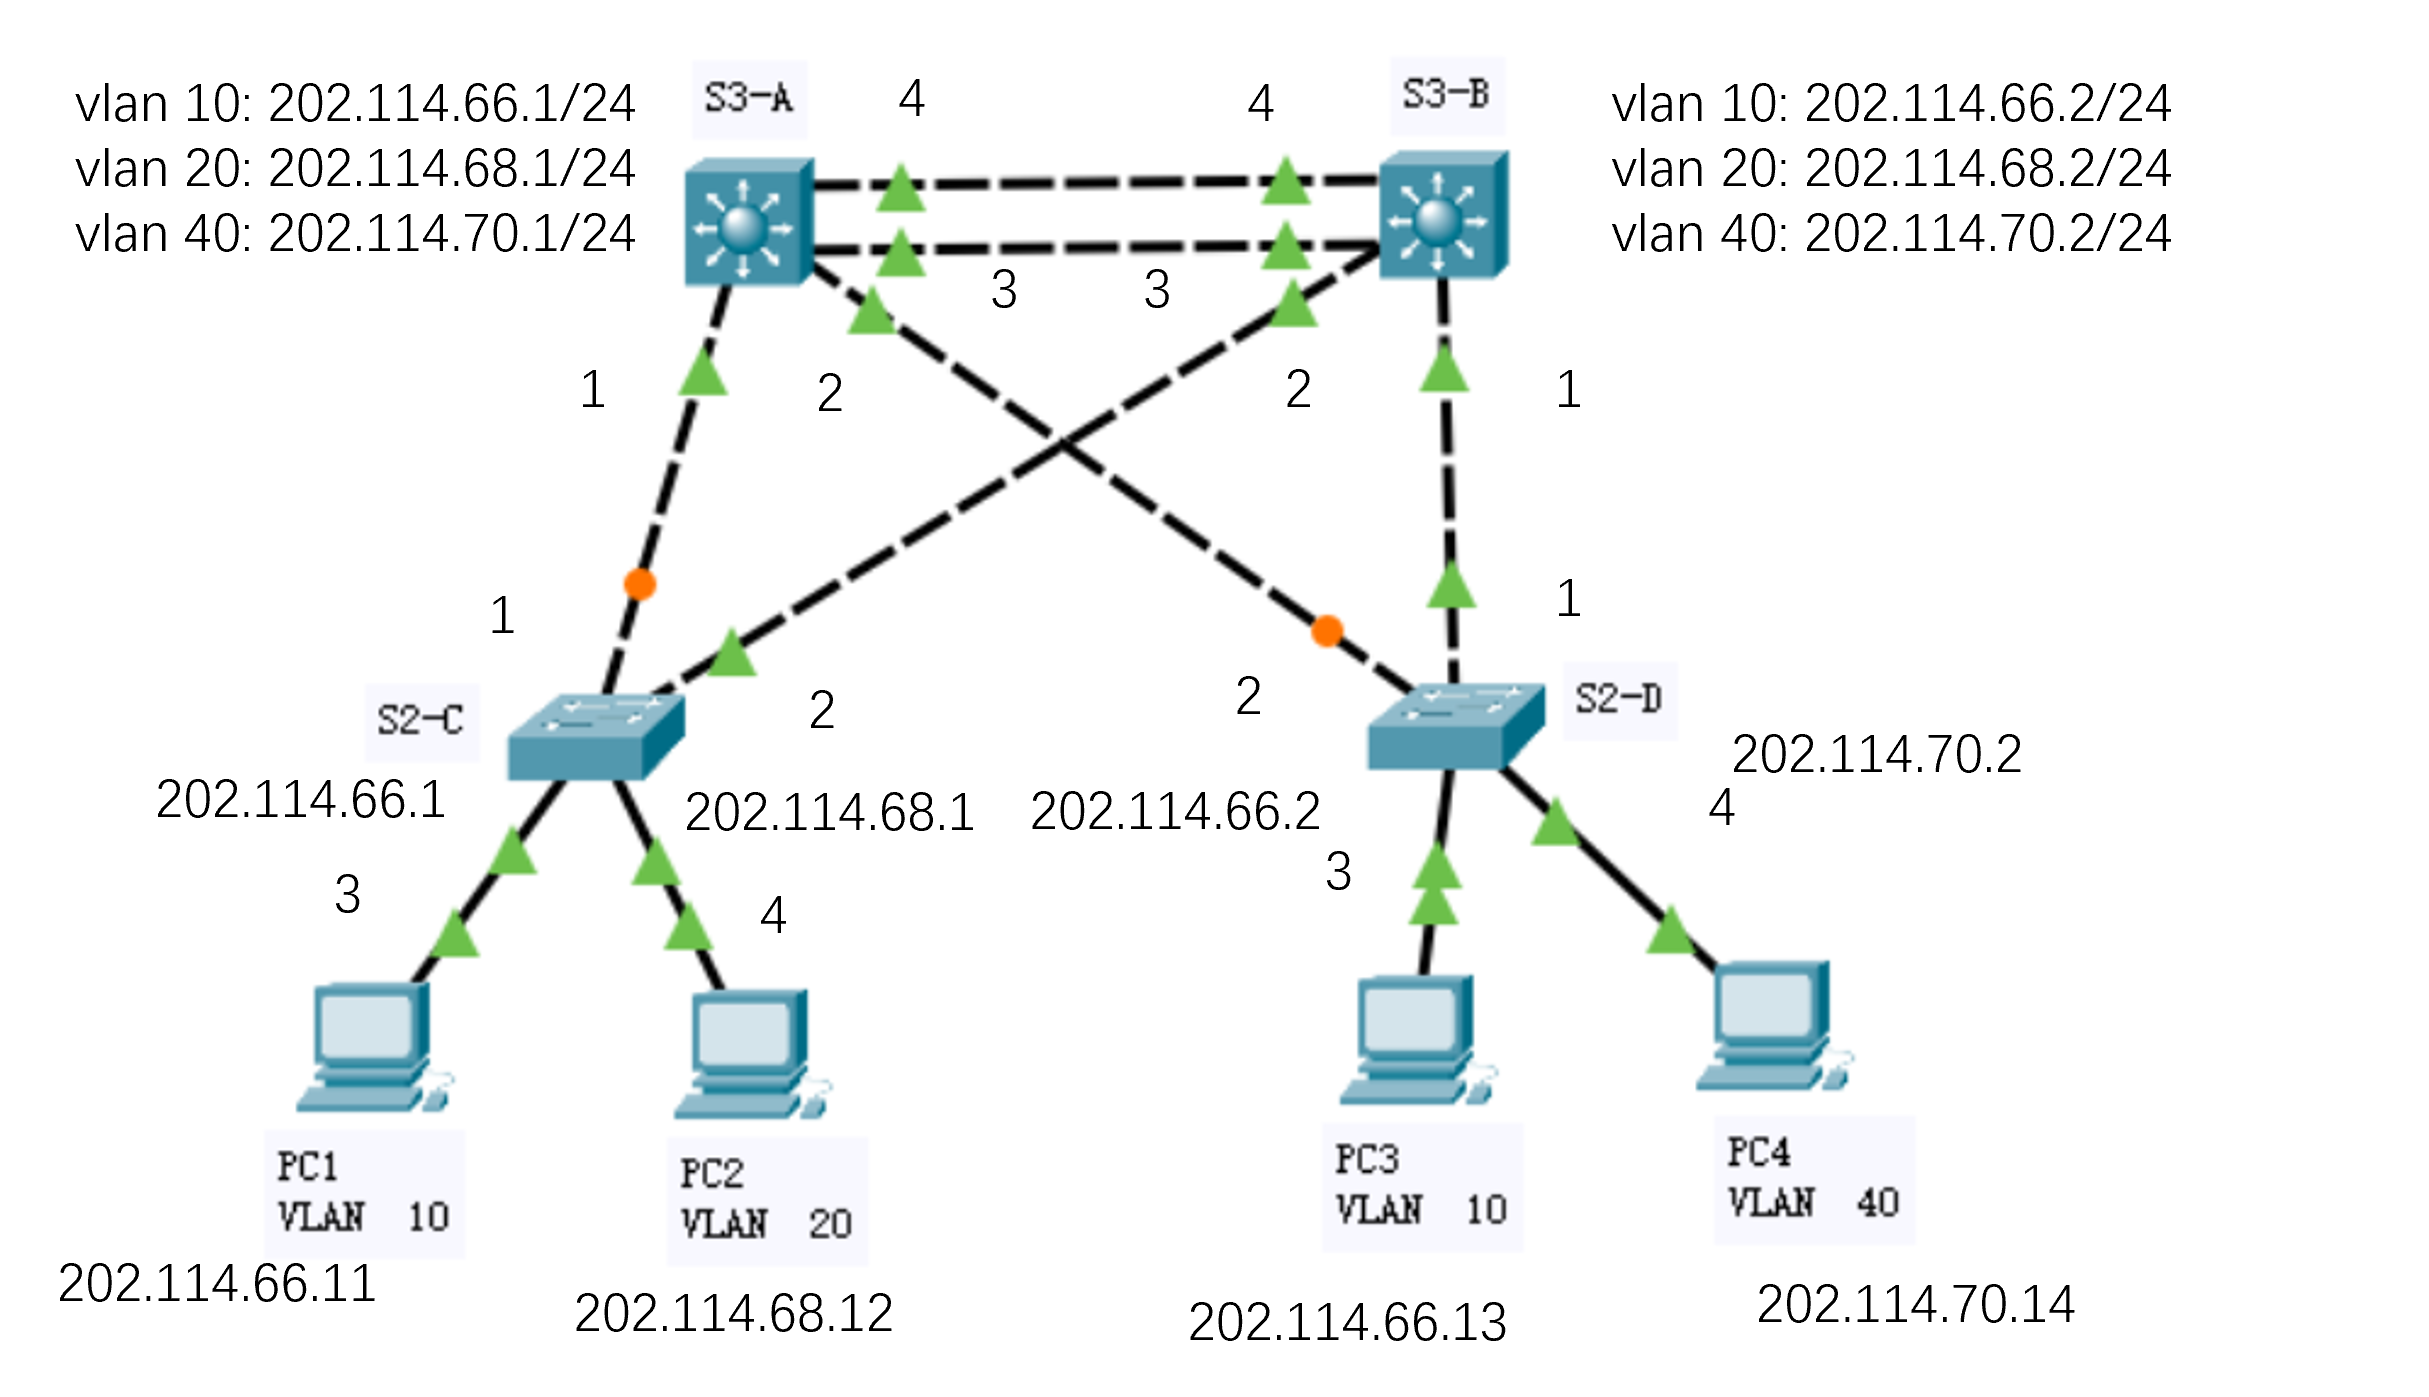 S3-A
4
4
S3-B
vlan 10: 202.114.66.1/24
vlan 20: 202.114.68.1/24
vlan 40: 202.114.70.1/24
vlan 10: 202.114.66.2/24
vlan 20: 202.114.68.2/24
vlan 40: 202.114.70.2/24
3
3
1
2
2
1
1
1
S2-C
2
2
S2-D
202.114.66.1
202.114.68.1
202.114.66.2
202.114.70.2
3
4
3
4
PC1
VLAN 10
PC2
VLAN 20
PC3
VLAN 10
PC4
VLAN 40
202.114.66.11
202.114.68.12
202.114.66.13
202.114.70.14